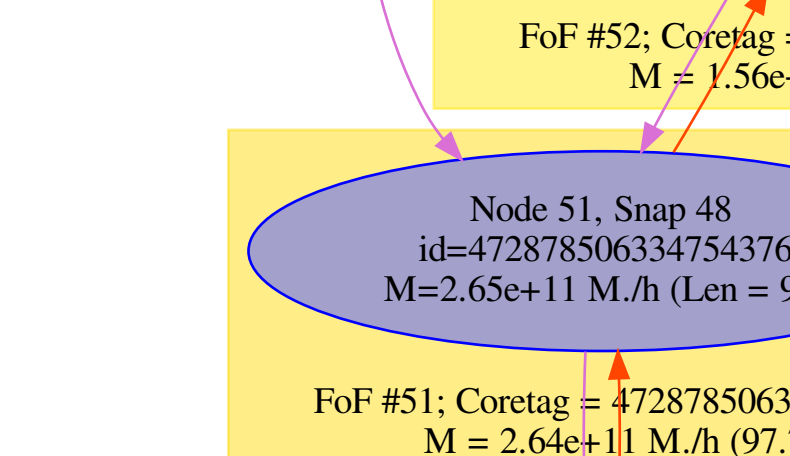 FoF #52; Coretag =
M = 1.56e-
Node 51, Snap 48
id=472878506334754376
M=2.65e+11 M./h (Len = 9
FoF #51; Coretag = 4728785063
M = 2.64e+11 M./h (97.